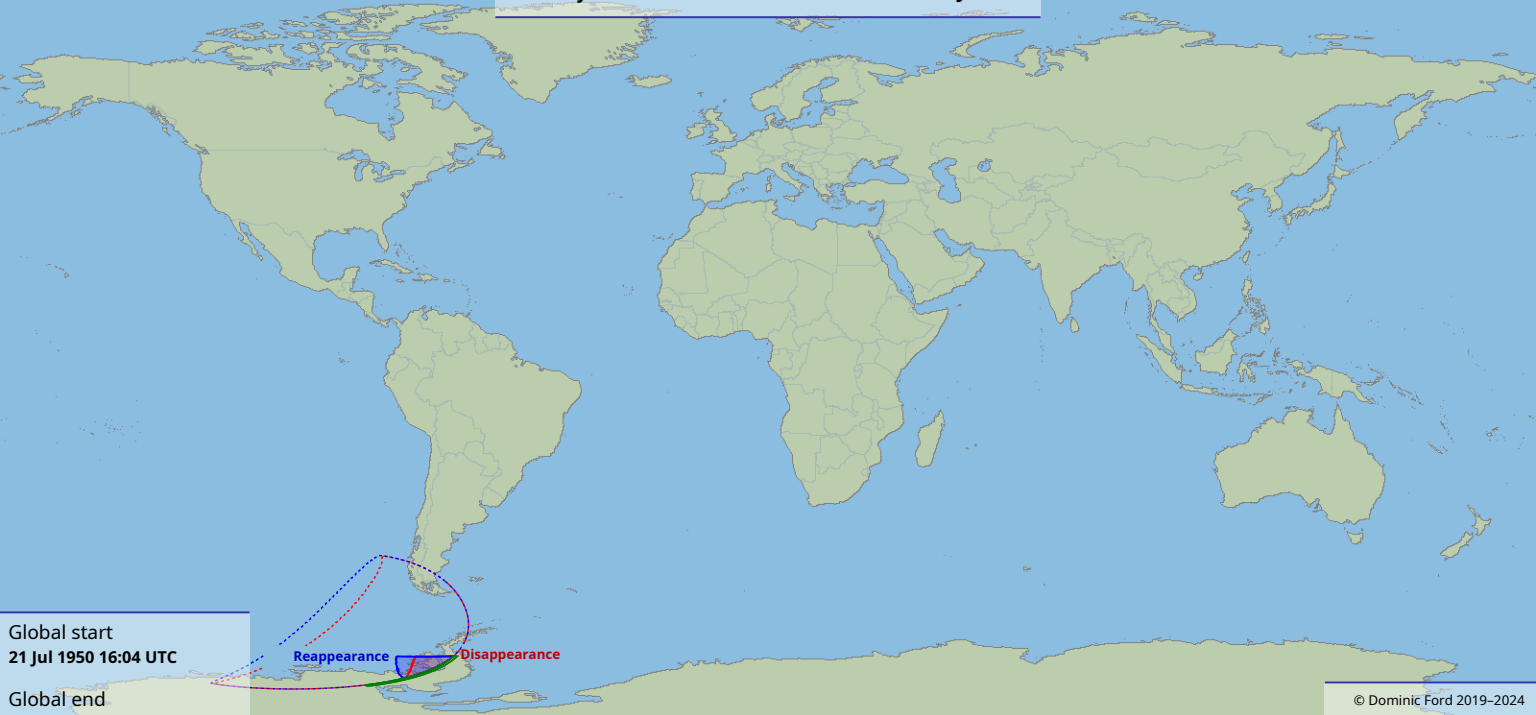 Global start
21 Jul 1950 16:04 UTC
Global end
Reappearance
Disappearance
© Dominic Ford 2019–2024